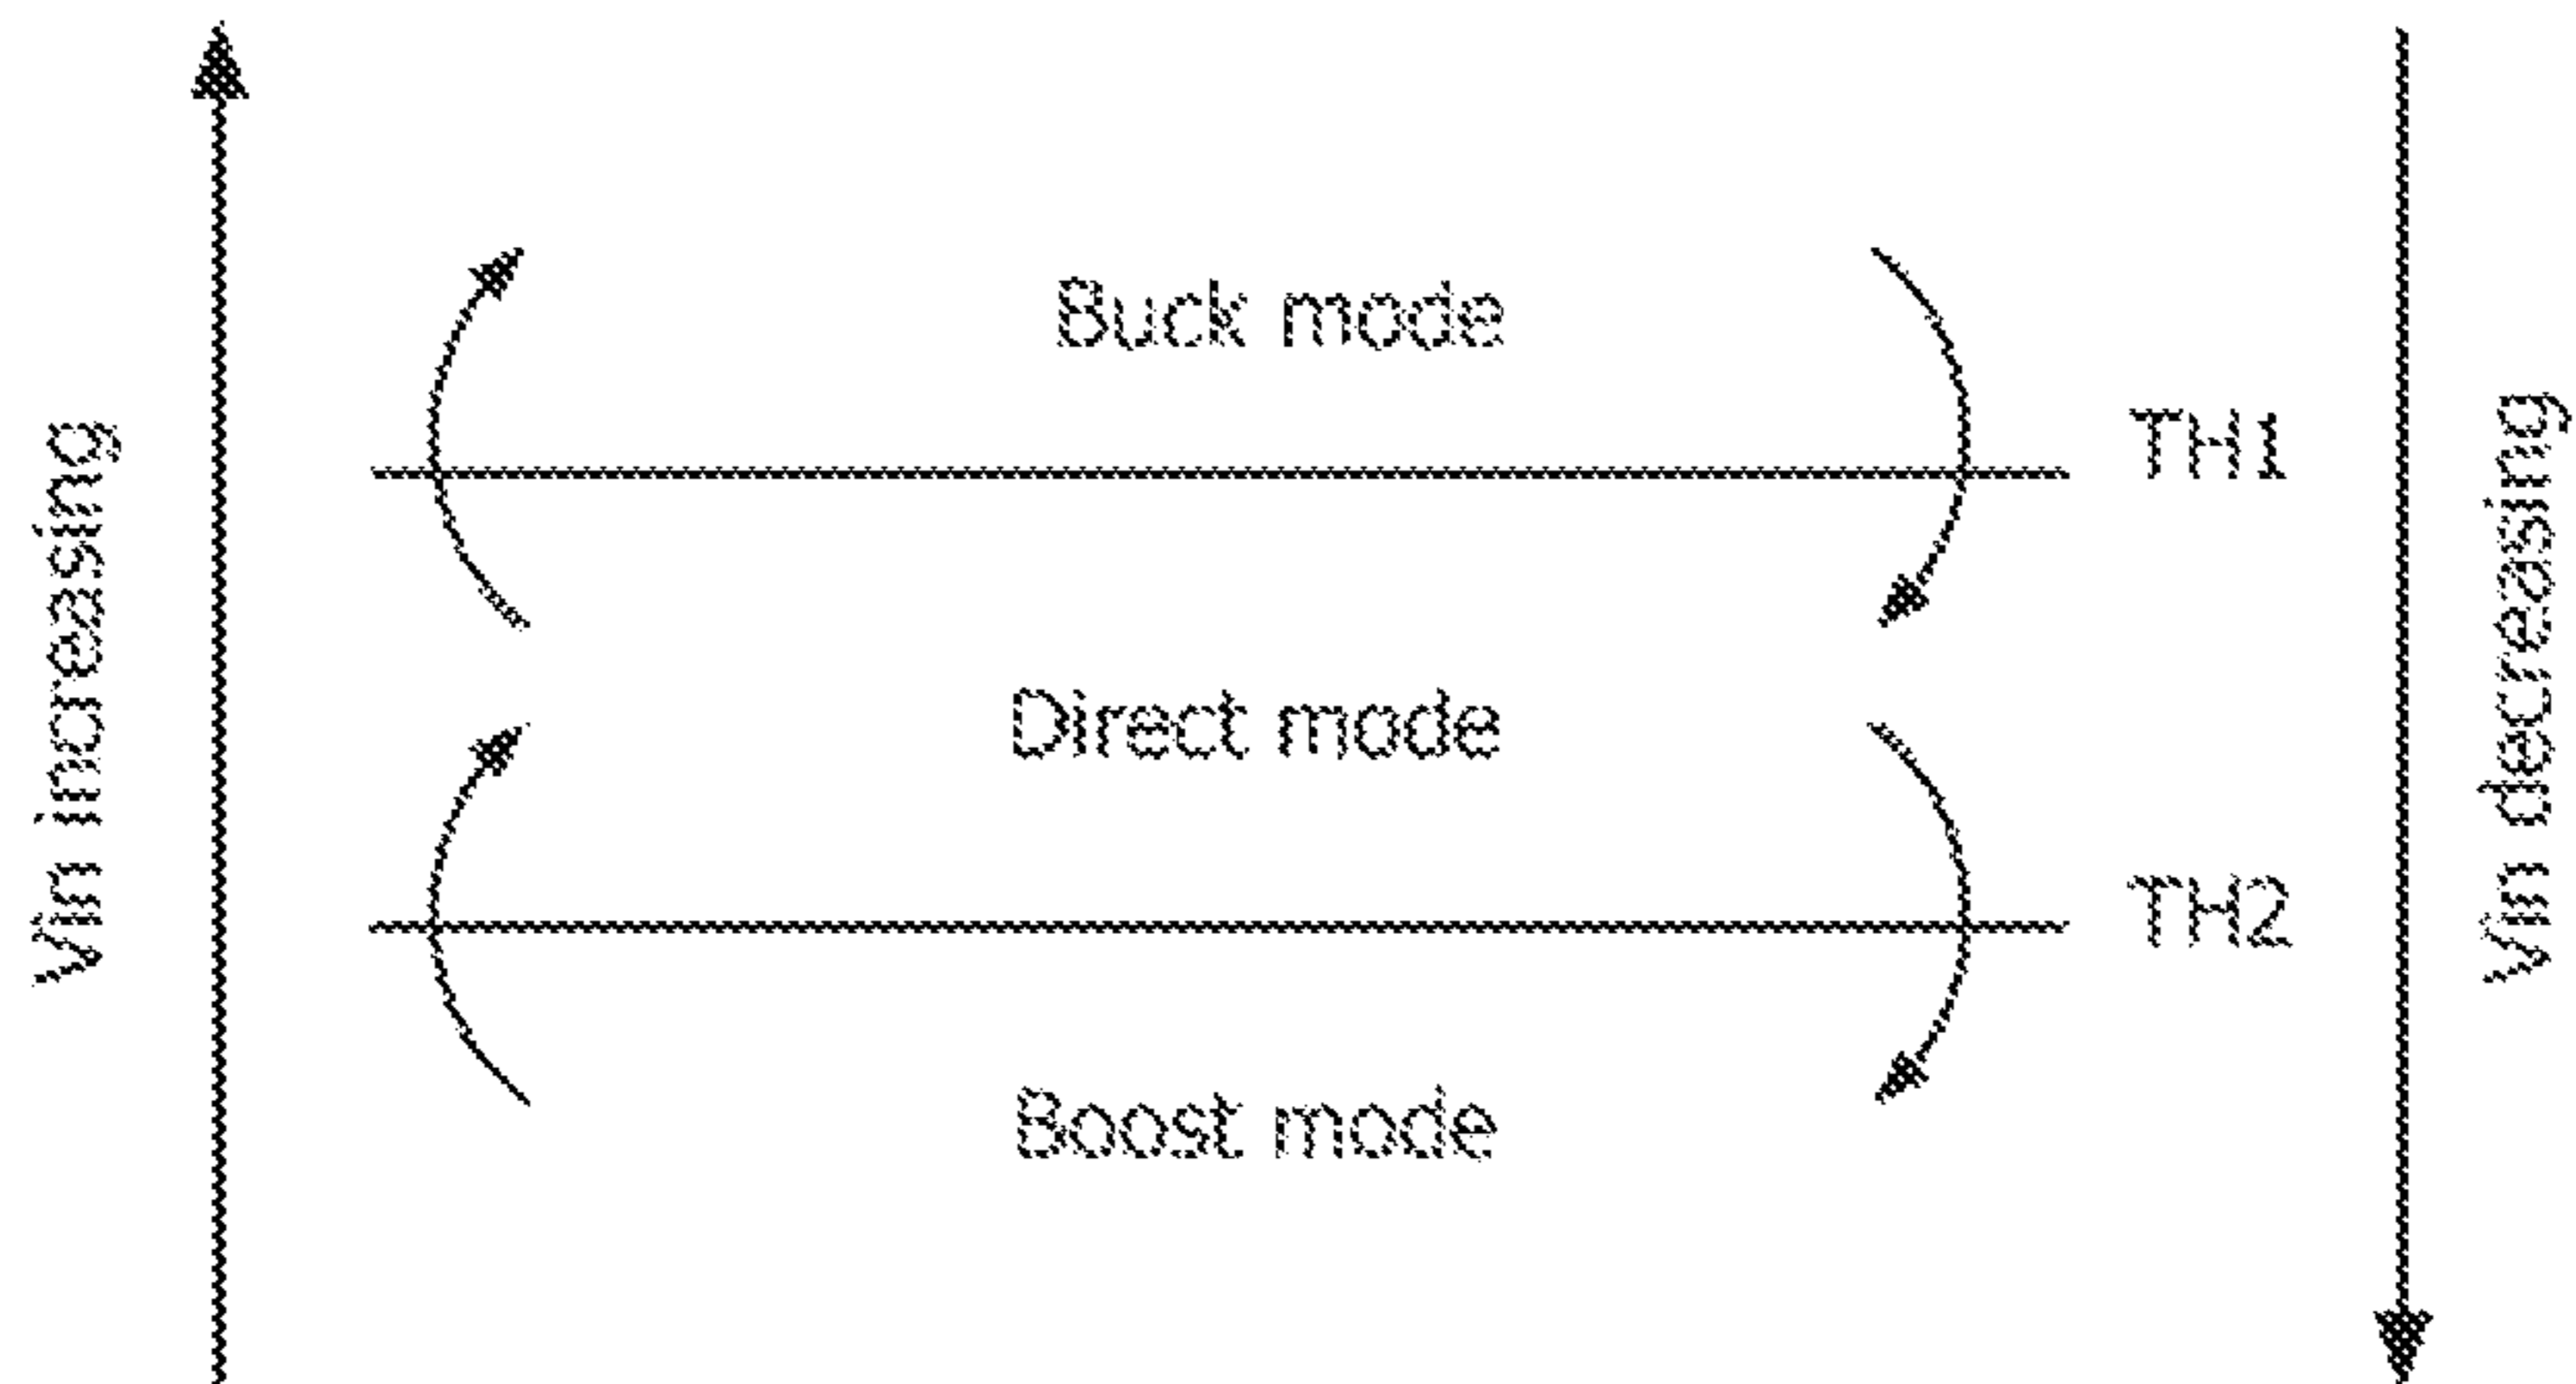 Vin increasing
Buck mode
TH1
Direct mode
TH2
Boost mode
Vin decreasing